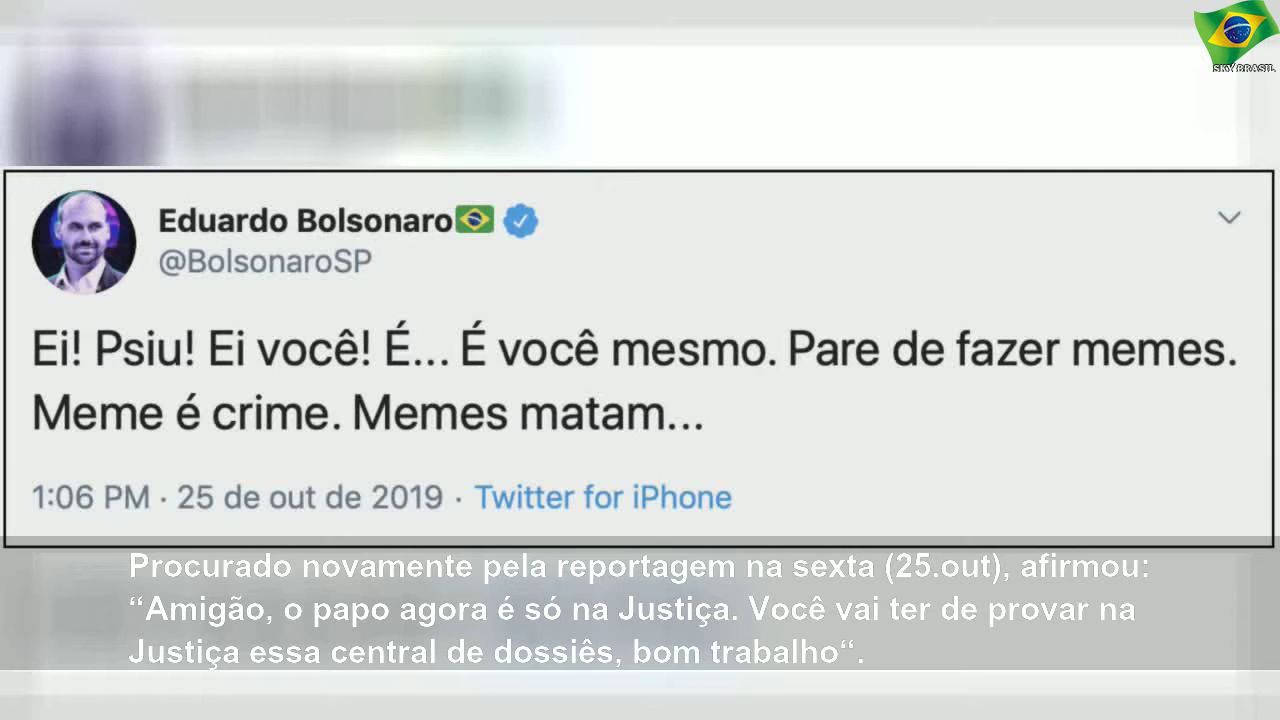 SKY BRASIL
Eduardo Bolsonaro
@BolsonaroSP
Ei! Psiu! Ei você! É... É você mesmo. Pare de fazer memes.
Meme é crime. Memes matam...
1:06 PM · 25 de out de 2019 · Twitter for iPhone
Procurado novamente pela reportagem na sexta (25.out), afirmou:
“Amigão, o papo agora é só na Justiça. Você vai ter de provar na
Justiça essa central de dossiês, bom trabalho“.